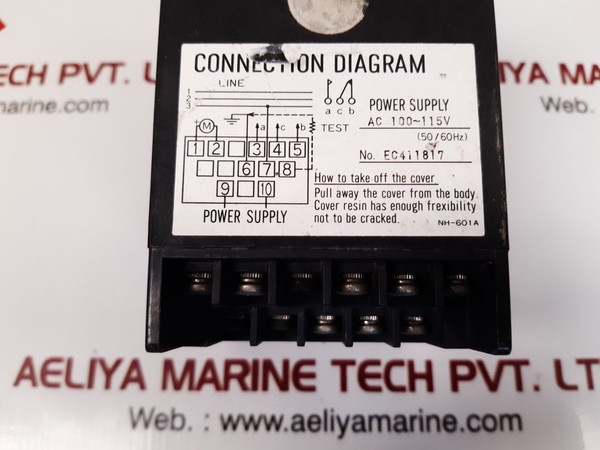 TECH PVT. L
amarine.com
AELIYA M
Web. : www
CONNECTION DIAGRAM
LINE
1
2
3
M
a c b
a c b
TEST
1 2 3 4 5
6 7 8
9 10
POWER SUPPLY
POWER SUPPLY
AC 100~115V
(50/60Hz)
No. EC411817
How to take off the cover
Pull away the cover from the body.
Cover resin has enough frexibility
not to be cracked.
NH-601A
AELIYA MARINE TECH PVT. LT
Web. : www.aeliyamarine.com